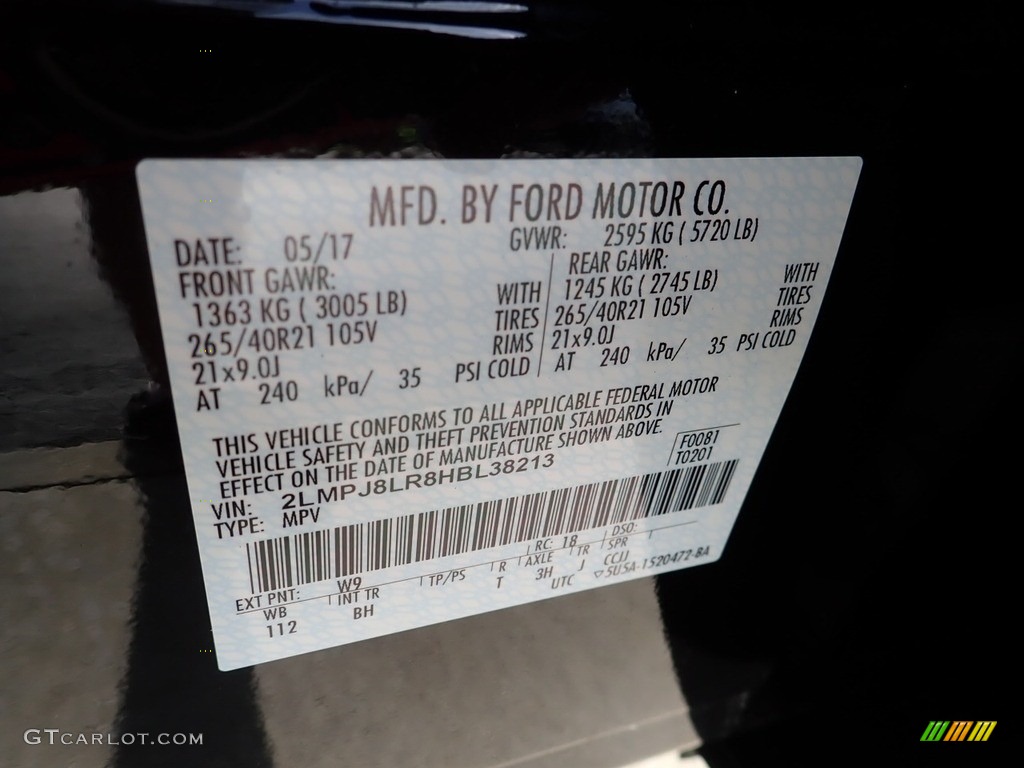 MFD. BY FORD MOTOR CO.
DATE: 05/17 GVWR: 2595 KG ( 5720 LB)
FRONT GAWR: REAR GAWR:
1363 KG ( 3005 LB) WITH 1245 KG ( 2745 LB) WITH
265/40R21 105V TIRES 265/40R21 105V TIRES
21x9.0J RIMS 21x9.0J RIMS
AT 240 kPa/ 35 PSI COLD AT 240 kPa/ 35 PSI COLD
THIS VEHICLE CONFORMS TO ALL APPLICABLE FEDERAL MOTOR
VEHICLE SAFETY AND THEFT PREVENTION STANDARDS IN
EFFECT ON THE DATE OF MANUFACTURE SHOWN ABOVE.
F0081
T0201
VIN: 2LMPJ8LR8HBL38213
TYPE: MPV
EXT PNT: W9 RC: 18 DSO:
WB INT TR TP/PS R AXLE TR SPR
112 BH T 3H J CCJJ
UTC ▽5U5A-1520472-BA
GTCARLOT.COM